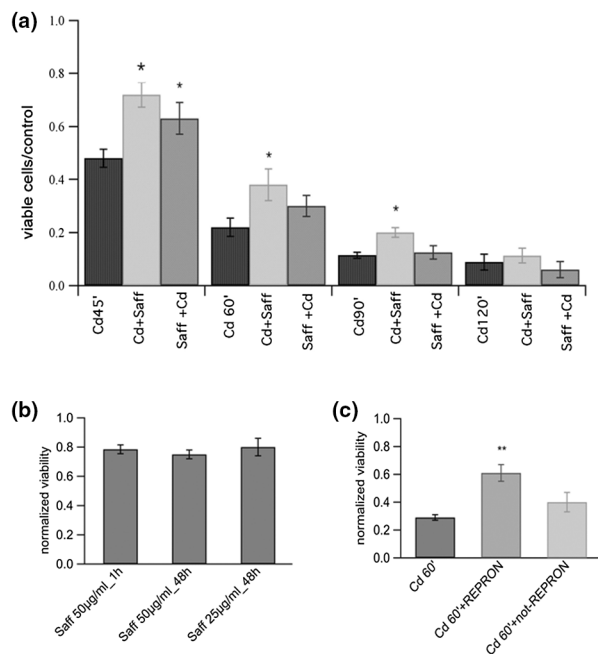 (a)
viable cells/control
1.0
0.8
0.6
0.4
0.2
0.0
*
*
*
*
Cd45'
Cd+Saff
Saff +Cd
Cd 60'
Cd+Saff
Saff +Cd
Cd90'
Cd+Saff
Saff +Cd
Cd120'
Cd+Saff
Saff +Cd
(b)
normalized viability
1.0
0.8
0.6
0.4
0.2
0.0
Saff 50µg/ml_1h
Saff 50µg/ml_48h
Saff 25µg/ml_48h
(c)
normalized viability
1.0
0.8
0.6
0.4
0.2
0.0
**
Cd 60'
Cd 60'+REPRON
Cd 60'+not-REPRON